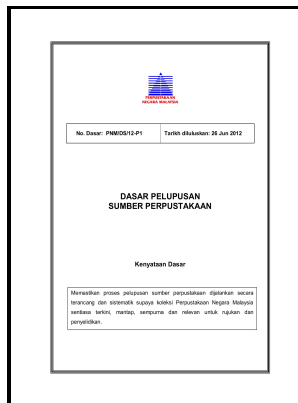 PERPUSTAKAAN
NEGARA MALAYSIA
No. Dasar: PNM/DS/12-P1
Tarikh diluluskan: 26 Jun 2012
DASAR PELUPUSAN
SUMBER PERPUSTAKAAN
Kenyataan Dasar
Memastikan proses pelupusan sumber perpustakaan dijalankan secara
terancang dan sistematik supaya koleksi Perpustakaan Negara Malaysia
sentiasa terkini, mantap, sempurna dan relevan untuk rujukan dan
penyelidikan.